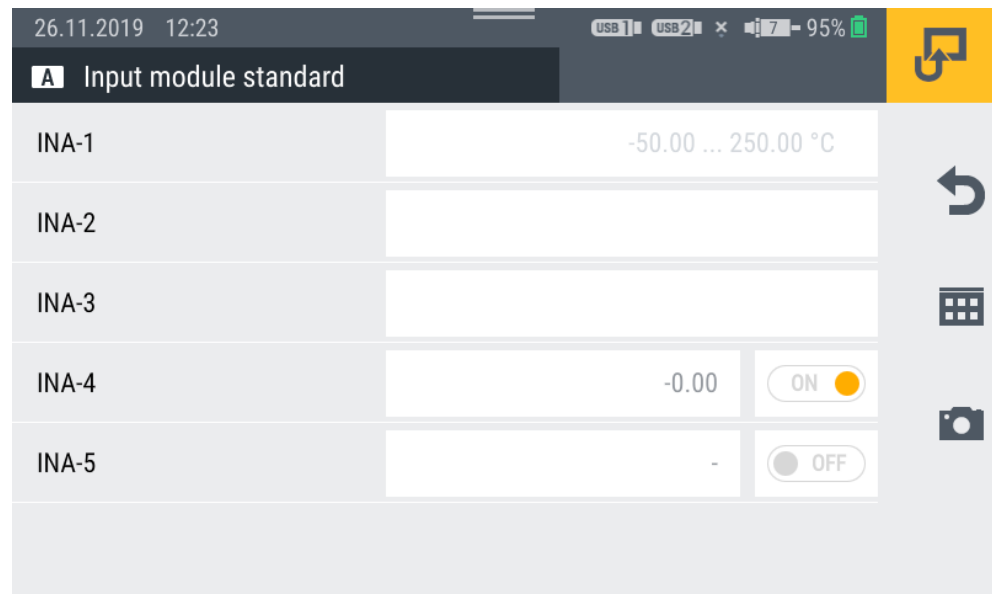 26.11.2019 12:23 USB 1 USB 2 7 95%
A Input module standard
INA-1 -50.00 ... 250.00 °C
INA-2
INA-3
INA-4 -0.00 ON
INA-5 - OFF